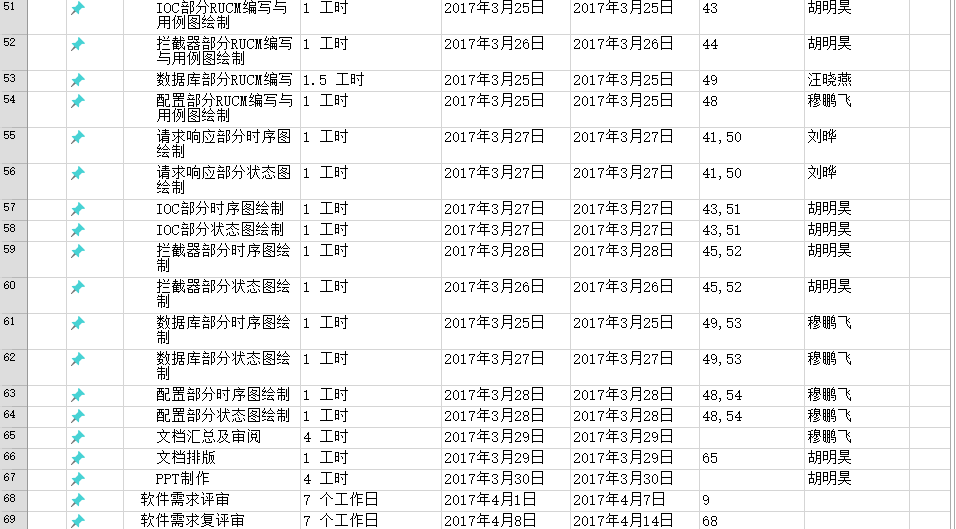 51 IOC部分RUCM编写与 1 工时 2017年3月25日 2017年3月25日 43 胡明昊
用例图绘制
52 拦截器部分RUCM编写 1 工时 2017年3月26日 2017年3月26日 44 胡明昊
与用例图绘制
53 数据库部分RUCM编写 1.5 工时 2017年3月25日 2017年3月25日 49 汪晓燕
54 配置部分RUCM编写与 1 工时 2017年3月25日 2017年3月25日 48 穆鹏飞
用例图绘制
55 请求响应部分时序图 1 工时 2017年3月27日 2017年3月27日 41,50 刘晔
绘制
56 请求响应部分状态图 1 工时 2017年3月27日 2017年3月27日 41,50 刘晔
绘制
57 IOC部分时序图绘制 1 工时 2017年3月27日 2017年3月27日 43,51 胡明昊
58 IOC部分状态图绘制 1 工时 2017年3月27日 2017年3月27日 43,51 胡明昊
59 拦截器部分时序图绘 1 工时 2017年3月28日 2017年3月28日 45,52 胡明昊
制
60 拦截器部分状态图绘 1 工时 2017年3月26日 2017年3月26日 45,52 胡明昊
制
61 数据库部分时序图绘 1 工时 2017年3月25日 2017年3月25日 49,53 穆鹏飞
制
62 数据库部分状态图绘 1 工时 2017年3月27日 2017年3月27日 49,53 穆鹏飞
制
63 配置部分时序图绘制 1 工时 2017年3月28日 2017年3月28日 48,54 穆鹏飞
64 配置部分状态图绘制 1 工时 2017年3月28日 2017年3月28日 48,54 穆鹏飞
65 文档汇总及审阅 4 工时 2017年3月29日 2017年3月29日 穆鹏飞
66 文档排版 1 工时 2017年3月29日 2017年3月29日 65 胡明昊
67 PPT制作 4 工时 2017年3月30日 2017年3月30日 胡明昊
68 软件需求评审 7 个工作日 2017年4月1日 2017年4月7日 9
69 软件需求复评审 7 个工作日 2017年4月8日 2017年4月14日 68